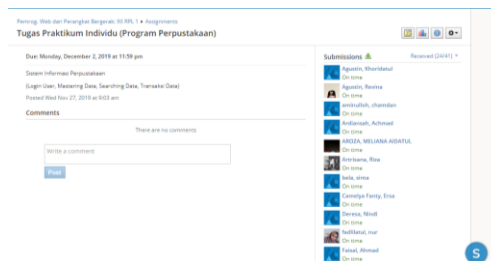 Pemrog. Web dan Perangkat Bergerak: XII RPL 1 ▸ Assignments
Tugas Praktikum Individu (Program Perpustakaan)
Due: Monday, December 2, 2019 at 11:59 pm
Sistem Informasi Perpustakaan
(Login User, Mastering Data, Searching Data, Transaksi Data)
Posted Wed Nov 27, 2019 at 9:03 am
Comments
There are no comments
Write a comment
Post
Submissions
Received (24/41)
Agustin, Khoridatul
On time
Agustin, Revina
On time
aminulloh, chamdan
On time
Ardiansah, Achmad
On time
AROZA, MELIANA AIDATUL
On time
Antrisana, Riza
On time
bela, sinta
On time
Camelya Fanty, Ersa
On time
Deresa, Nindi
On time
fadlilatul, nur
On time
Faisal, Ahmad
On time
S